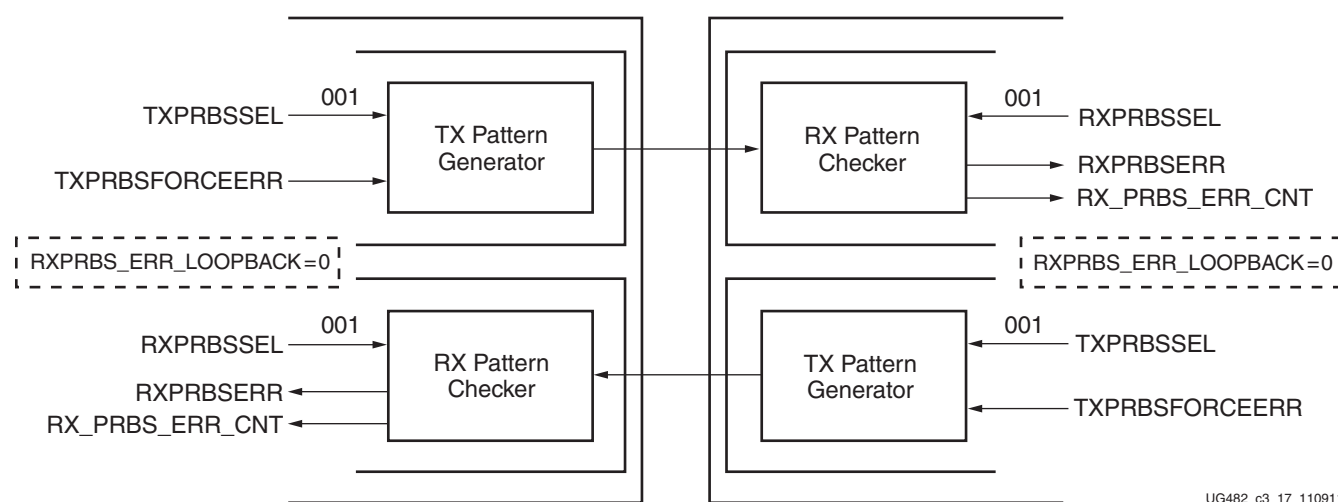 001
TXPRBSSEL
TX Pattern
Generator
TXPRBSFORCEERR
RX Pattern
Checker
001
RXPRBSSEL
RXPRBSERR
RX_PRBS_ERR_CNT
RXPRBS_ERR_LOOPBACK=0
RXPRBS_ERR_LOOPBACK=0
001
RXPRBSSEL
RX Pattern
Checker
RXPRBSERR
RX_PRBS_ERR_CNT
TX Pattern
Generator
001
TXPRBSSEL
TXPRBSFORCEERR